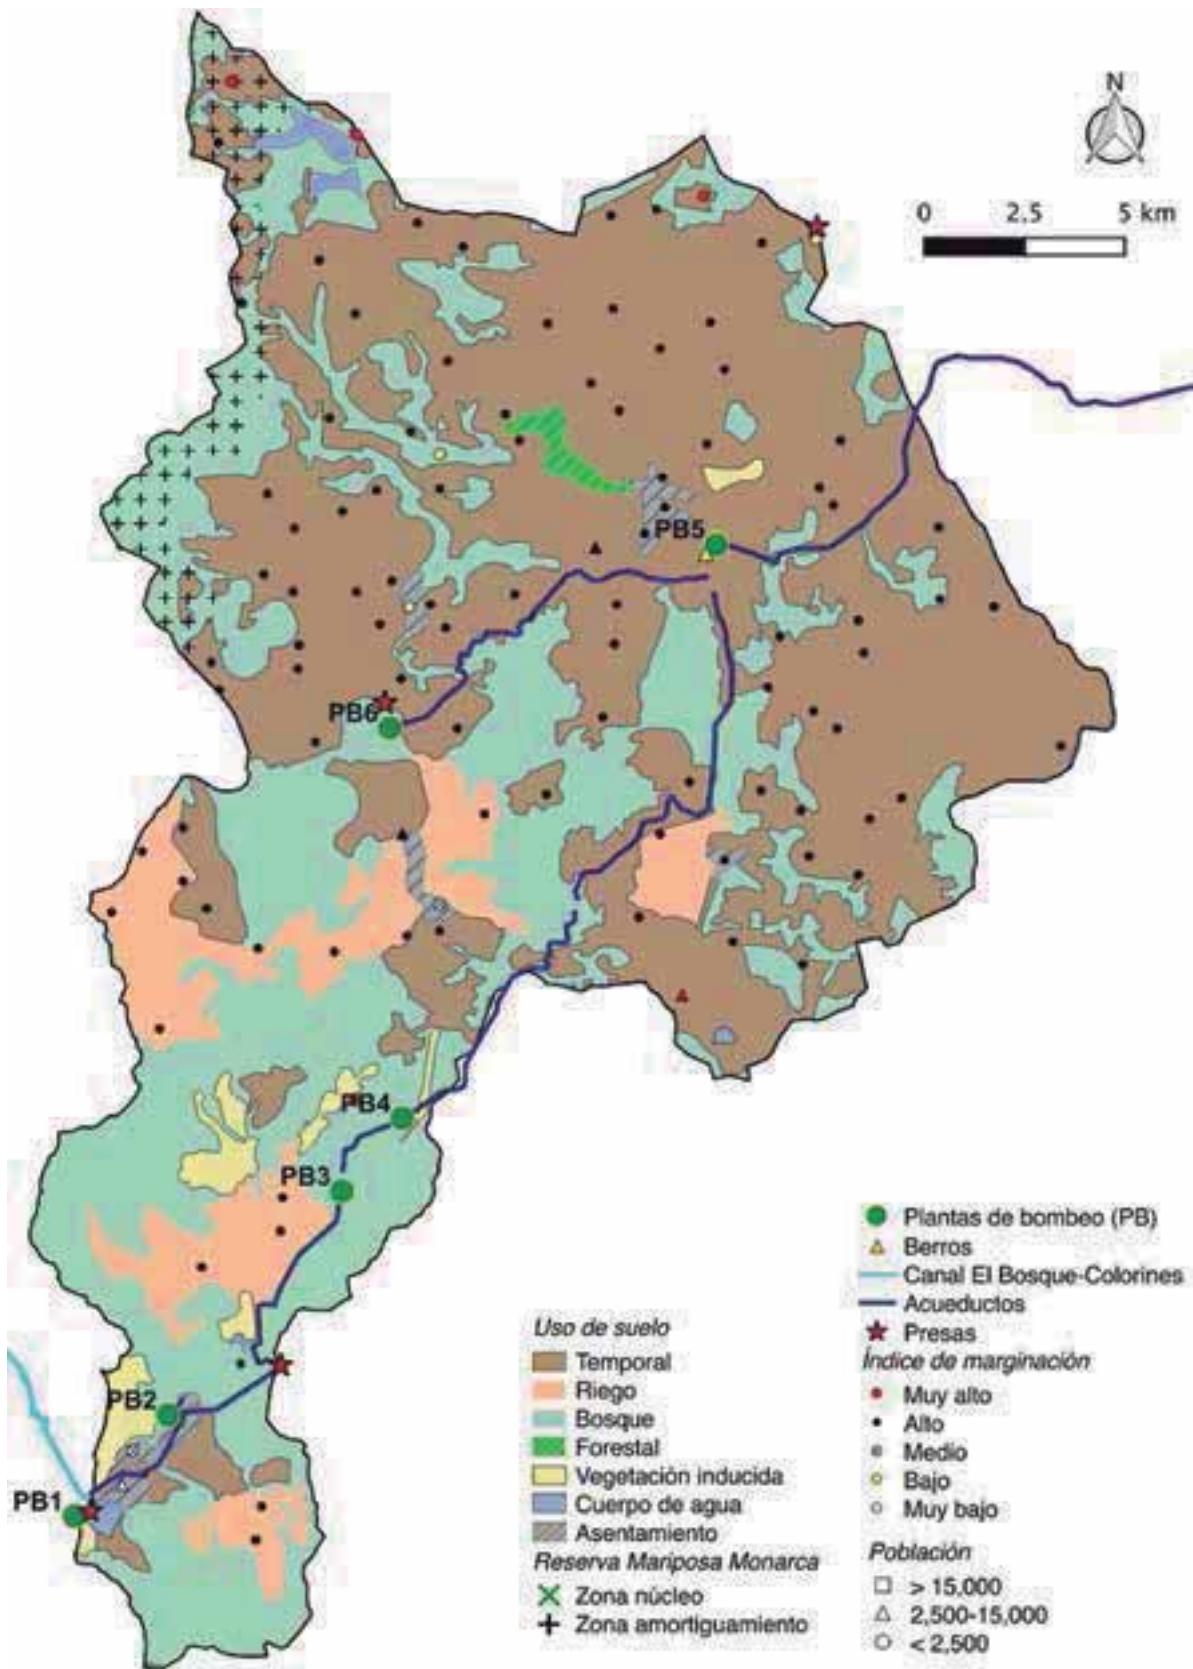 N
0 2.5 5 km
PB5
PB6
PB4
PB3
PB2
PB1
Uso de suelo
Temporal
Riego
Bosque
Forestal
Vegetación inducida
Cuerpo de agua
Asentamiento
Reserva Mariposa Monarca
Zona núcleo
Zona amortiguamiento
Plantas de bombeo (PB)
Berros
Canal El Bosque-Colorines
Acueductos
Presas
Índice de marginación
Muy alto
Alto
Medio
Bajo
Muy bajo
Población
> 15,000
2,500-15,000
< 2,500